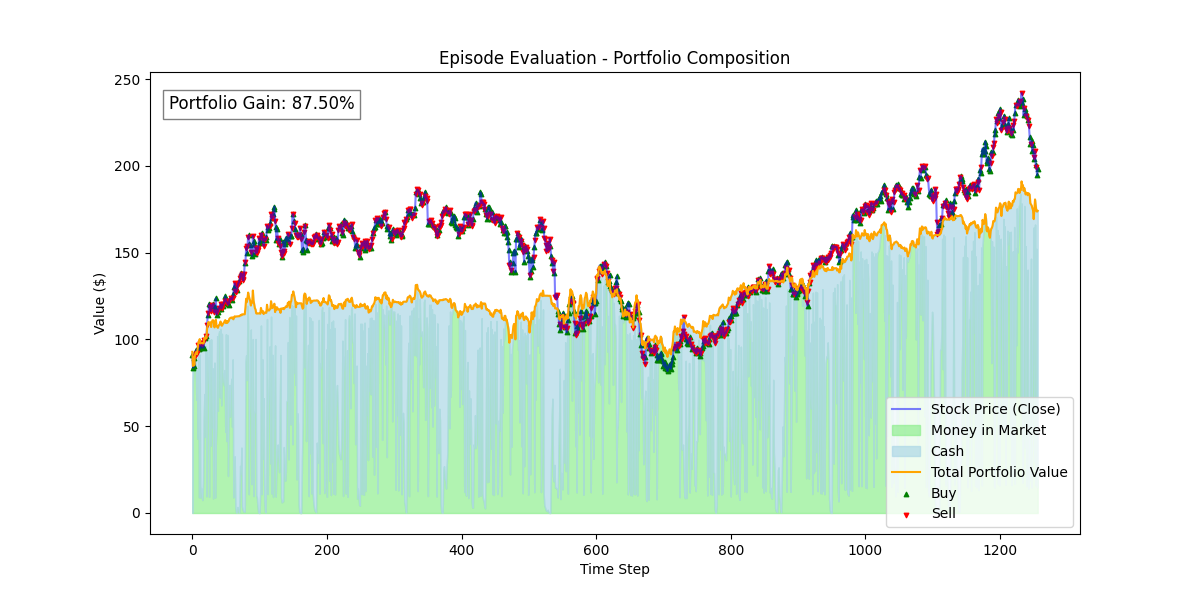 Episode Evaluation - Portfolio Composition
Portfolio Gain: 87.50%
Value ($)
250
200
150
100
50
0
0 200 400 600 800 1000 1200
Time Step
Stock Price (Close)
Money in Market
Cash
Total Portfolio Value
Buy
Sell